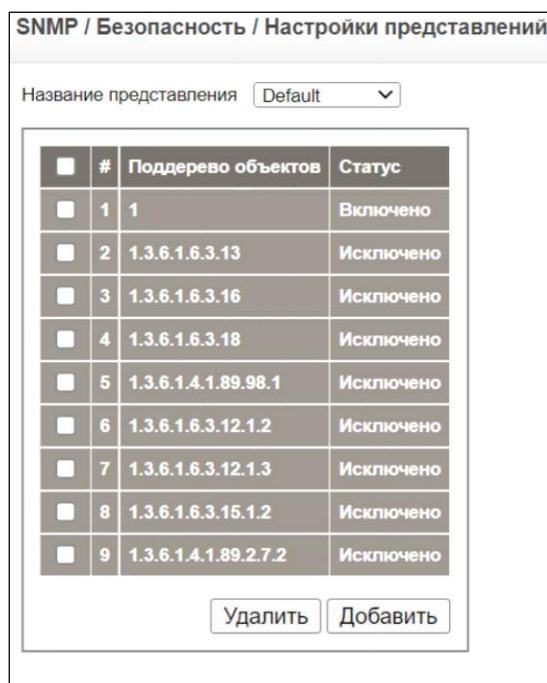 SNMP / Безопасность / Настройки представлений
Название представления Default
# Поддерево объектов Статус
1 1 Включено
2 1.3.6.1.6.3.13 Исключено
3 1.3.6.1.6.3.16 Исключено
4 1.3.6.1.6.3.18 Исключено
5 1.3.6.1.4.1.89.98.1 Исключено
6 1.3.6.1.6.3.12.1.2 Исключено
7 1.3.6.1.6.3.12.1.3 Исключено
8 1.3.6.1.6.3.15.1.2 Исключено
9 1.3.6.1.4.1.89.2.7.2 Исключено
Удалить Добавить